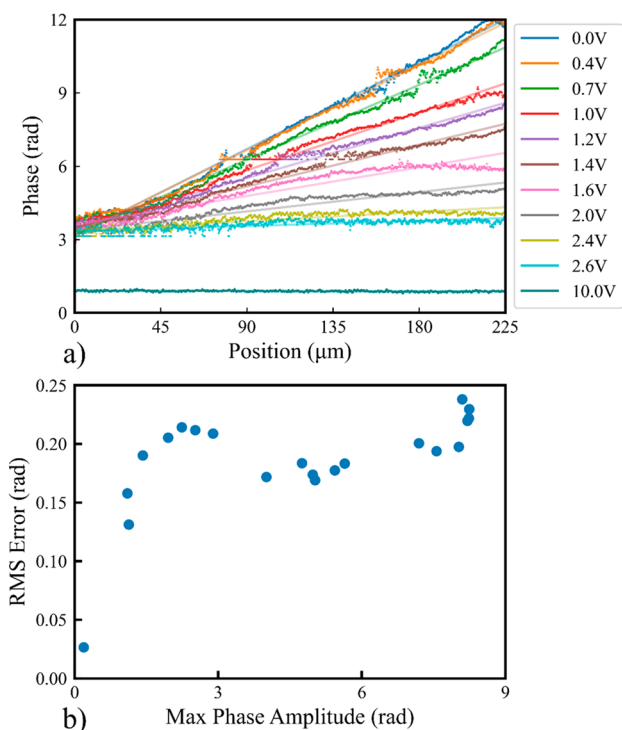 12
9
6
3
0
Phase (rad)
0 45 90 135 180 225
Position (μm)
a)
0.0V
0.4V
0.7V
1.0V
1.2V
1.4V
1.6V
2.0V
2.4V
2.6V
10.0V
0.25
0.20
0.15
0.10
0.05
0.00
RMS Error (rad)
0 3 6 9
Max Phase Amplitude (rad)
b)